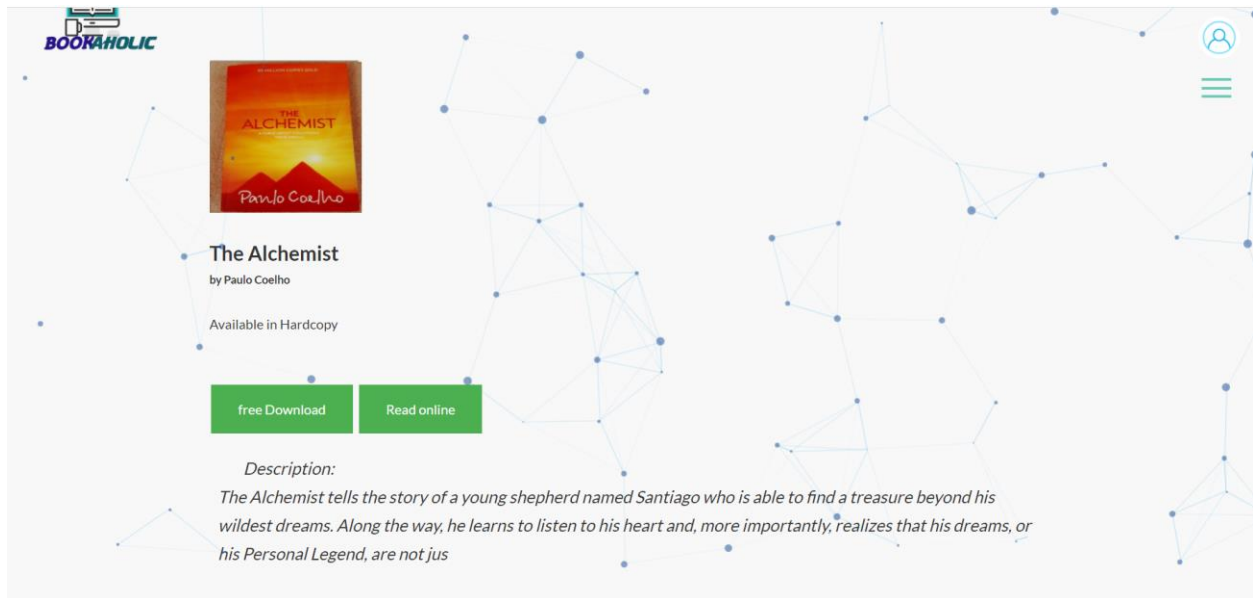 BOOKAHOLIC
THE
ALCHEMIST
Paulo Coelho
The Alchemist
by Paulo Coelho
Available in Hardcopy
free Download
Read online
Description:
The Alchemist tells the story of a young shepherd named Santiago who is able to find a treasure beyond his
wildest dreams. Along the way, he learns to listen to his heart and, more importantly, realizes that his dreams, or
his Personal Legend, are not jus